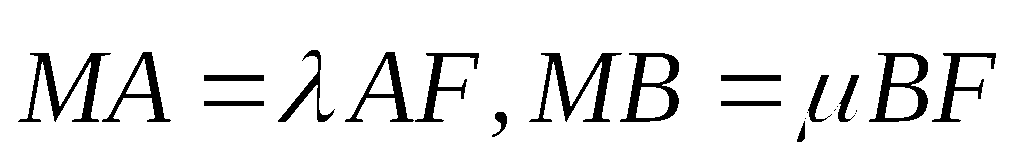 MA = λAF, MB = μBF